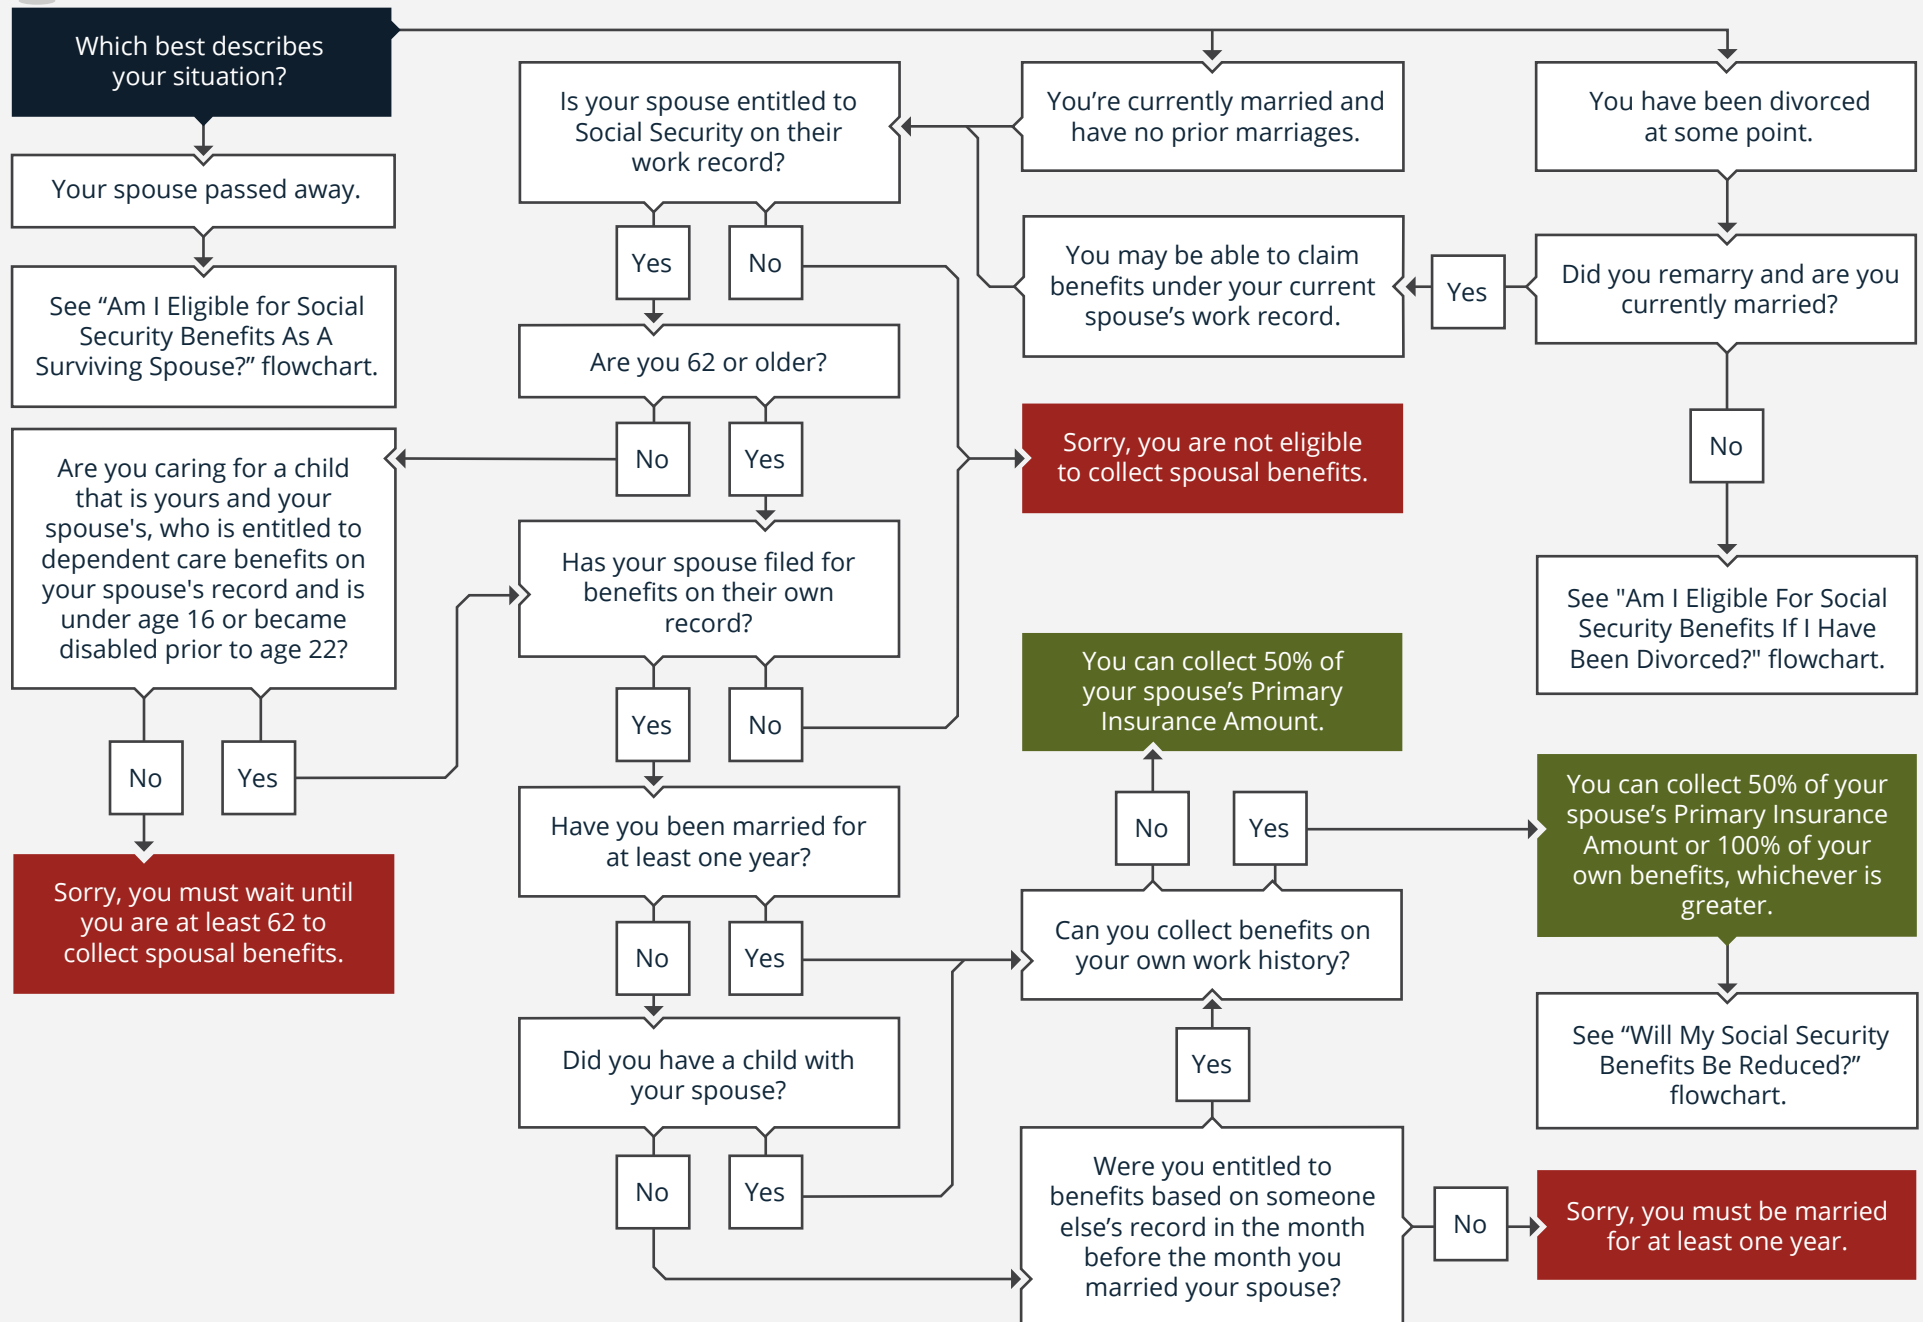 Which best describes
your situation?
Your spouse passed away.
See “Am I Eligible for Social
Security Benefits As A
Surviving Spouse?” flowchart.
You’re currently married and
have no prior marriages.
You have been divorced
at some point.
Did you remarry and are you
currently married?
Yes
You may be able to claim
benefits under your current
spouse’s work record.
No
See "Am I Eligible For Social
Security Benefits If I Have
Been Divorced?" flowchart.
Is your spouse entitled to
Social Security on their
work record?
Yes
No
Sorry, you are not eligible
to collect spousal benefits.
Are you 62 or older?
No
Yes
Are you caring for a child
that is yours and your
spouse's, who is entitled to
dependent care benefits on
your spouse's record and is
under age 16 or became
disabled prior to age 22?
No
Yes
Sorry, you must wait until
you are at least 62 to
collect spousal benefits.
Has your spouse filed for
benefits on their own
record?
Yes
No
Have you been married for
at least one year?
No
Yes
Did you have a child with
your spouse?
No
Yes
Were you entitled to
benefits based on someone
else’s record in the month
before the month you
married your spouse?
Yes
No
Sorry, you must be married
for at least one year.
Can you collect benefits on
your own work history?
No
Yes
You can collect 50% of
your spouse’s Primary
Insurance Amount.
You can collect 50% of your
spouse’s Primary Insurance
Amount or 100% of your
own benefits, whichever is
greater.
See “Will My Social Security
Benefits Be Reduced?”
flowchart.